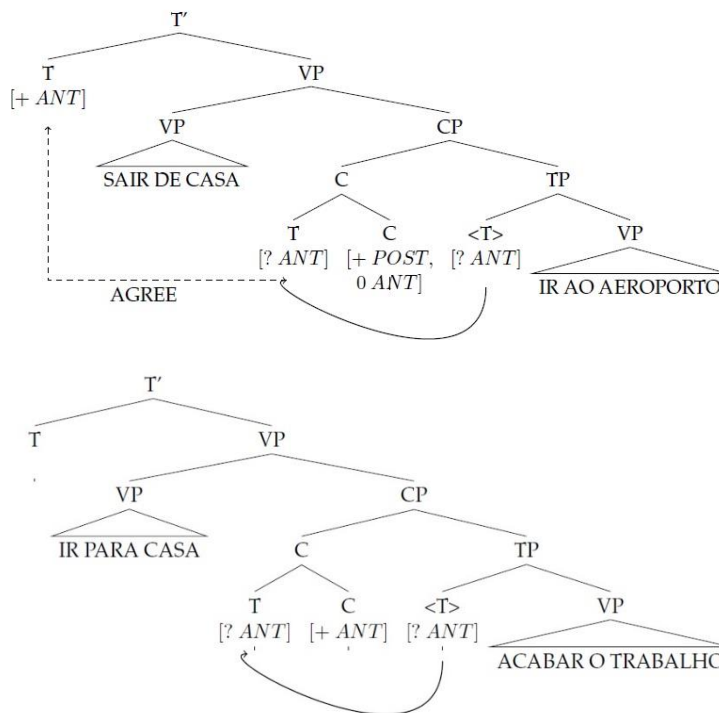 T′
T VP
[+ ANT]
VP CP
SAIR DE CASA
C TP
T C <T> VP
[? ANT] [+ POST, [? ANT]
0 ANT] IR AO AEROPORTO
AGREE
T′
T VP
VP CP
IR PARA CASA
C TP
T C <T> VP
[? ANT] [+ ANT] [? ANT]
ACABAR O TRABALHO